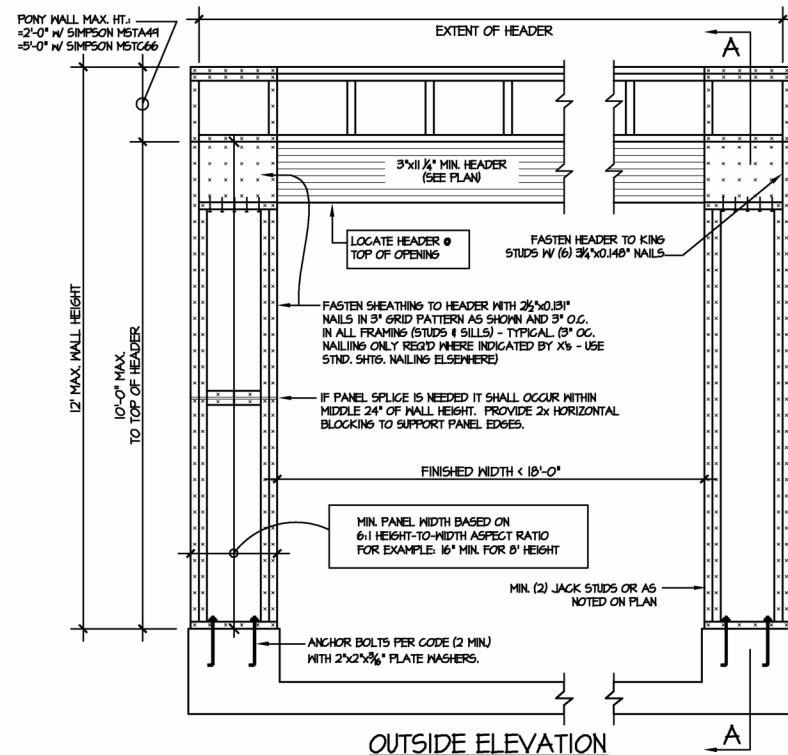 PONY WALL MAX. HT.:
=2'-0" W/ SIMPSON MSTA49
=5'-0" W/ SIMPSON MSTC66
EXTENT OF HEADER
A
3"x11 1/4" MIN. HEADER
(SEE PLAN)
LOCATE HEADER @
TOP OF OPENING
FASTEN HEADER TO KING
STUDS W/ (6) 3 1/4"x0.148" NAILS
FASTEN SHEATHING TO HEADER WITH 2 1/2"x0.131"
NAILS IN 3" GRID PATTERN AS SHOWN AND 3" O.C.
IN ALL FRAMING (STUDS & SILLS) - TYPICAL. (3" OC.
NAILIING ONLY REQ'D WHERE INDICATED BY X's - USE
STND. SHTG. NAILING ELSEWHERE)
12' MAX. WALL HEIGHT
10'-0" MAX.
TO TOP OF HEADER
IF PANEL SPLICE IS NEEDED IT SHALL OCCUR WITHIN
MIDDLE 24" OF WALL HEIGHT. PROVIDE 2x HORIZONTAL
BLOCKING TO SUPPORT PANEL EDGES.
FINISHED WIDTH < 18'-0"
MIN. PANEL WIDTH BASED ON
6:1 HEIGHT-TO-WIDTH ASPECT RATIO
FOR EXAMPLE: 16" MIN. FOR 8' HEIGHT
MIN. (2) JACK STUDS OR AS
NOTED ON PLAN
ANCHOR BOLTS PER CODE (2 MIN.)
WITH 2"x2"x3/16" PLATE WASHERS.
OUTSIDE ELEVATION
A